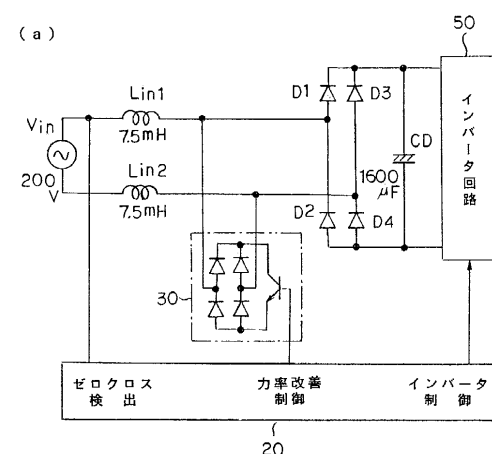 (a)
50
Lin1
D1
D3
Vin
7.5mH
CD
インバータ回路
200
V
Lin2
1600
μF
7.5mH
D2
D4
30
ゼロクロス
検 出
力率改善
制御
インバータ
制 御
20